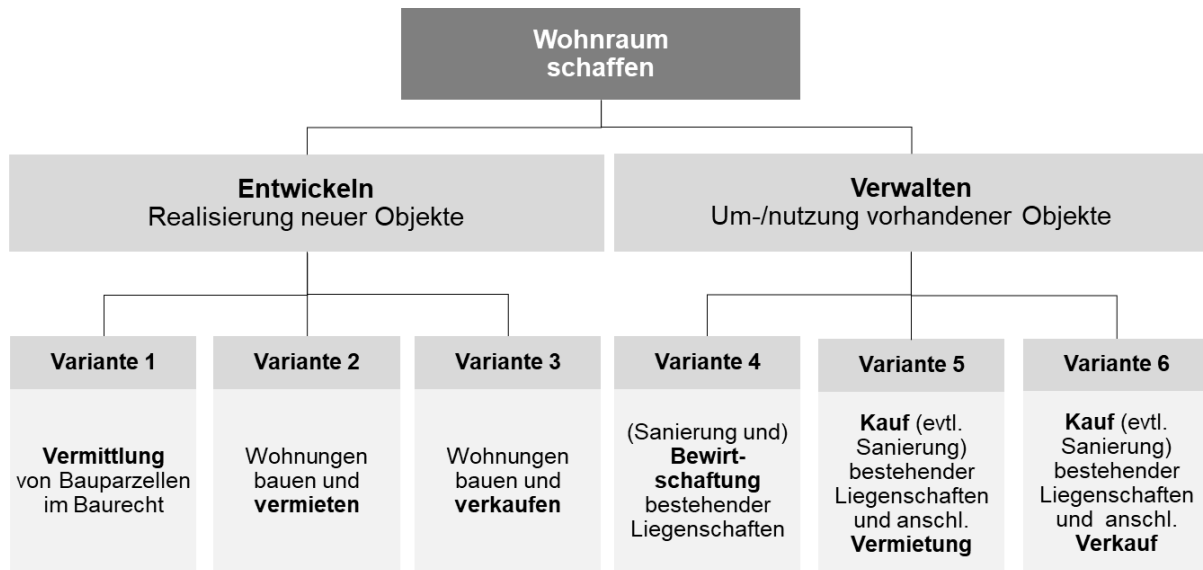 Wohnraum
schaffen
Entwickeln
Realisierung neuer Objekte
Verwalten
Um-/nutzung vorhandener Objekte
Variante 1
Vermittlung
von Bauparzellen
im Baurecht
Variante 2
Wohnungen
bauen und
vermieten
Variante 3
Wohnungen
bauen und
verkaufen
Variante 4
(Sanierung und)
Bewirt-
schaftung
bestehender
Liegenschaften
Variante 5
Kauf (evtl.
Sanierung)
bestehender
Liegenschaften
und anschl.
Vermietung
Variante 6
Kauf (evtl.
Sanierung)
bestehender
Liegenschaften
und anschl.
Verkauf